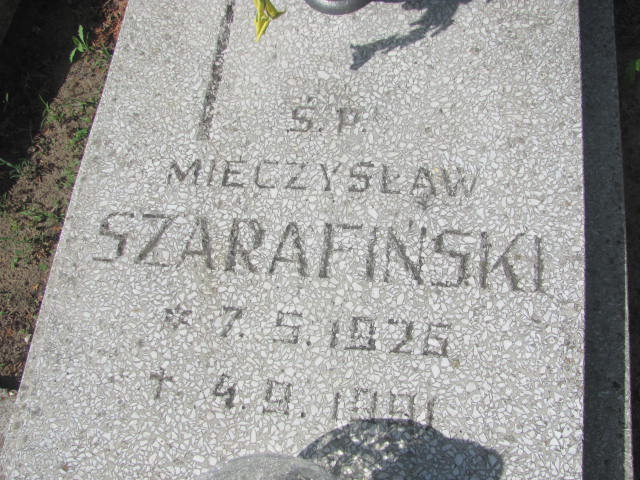 Ś.P.
MIECZYSŁAW
SZARAFIŃSKI
* 7.5.1926
† 4.9.1991